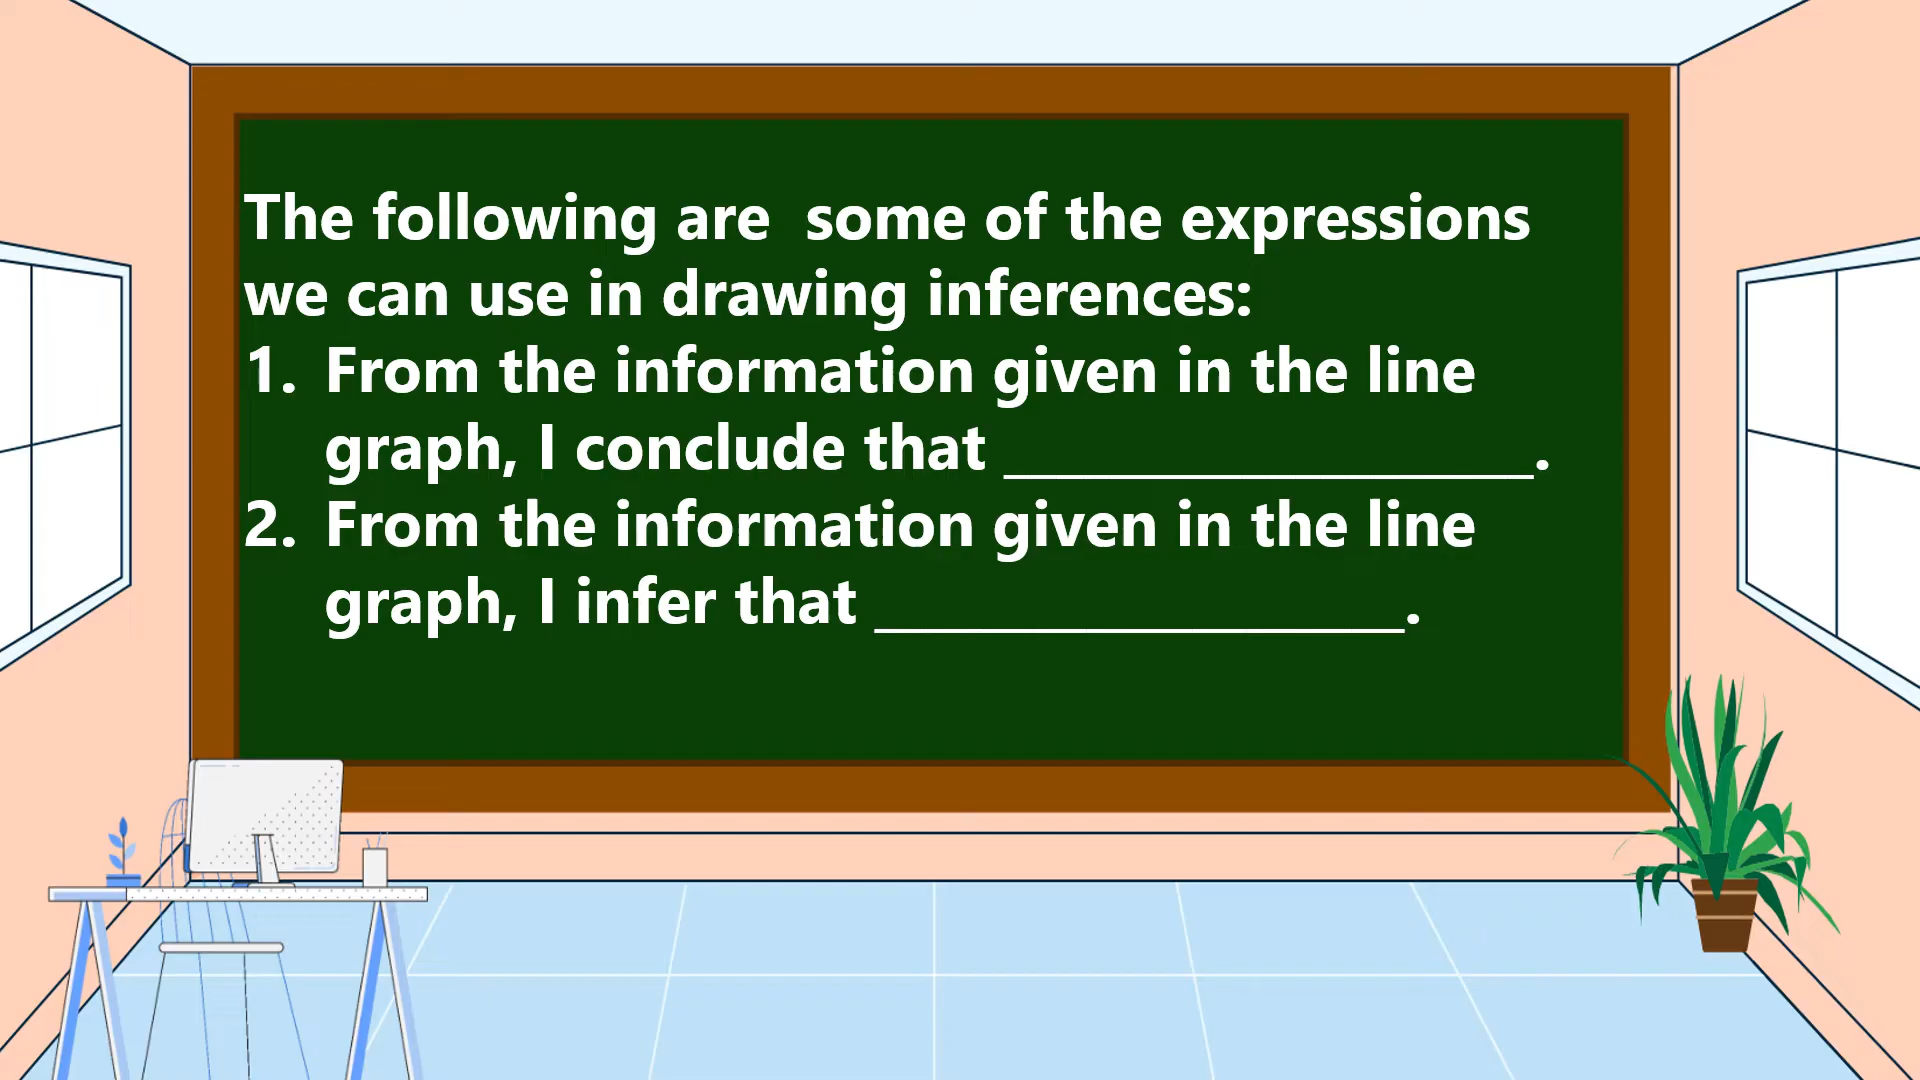 The following are  some of the expressions
we can use in drawing inferences:
1. From the information given in the line
graph, I conclude that ____________________.
2. From the information given in the line
graph, I infer that ____________________.